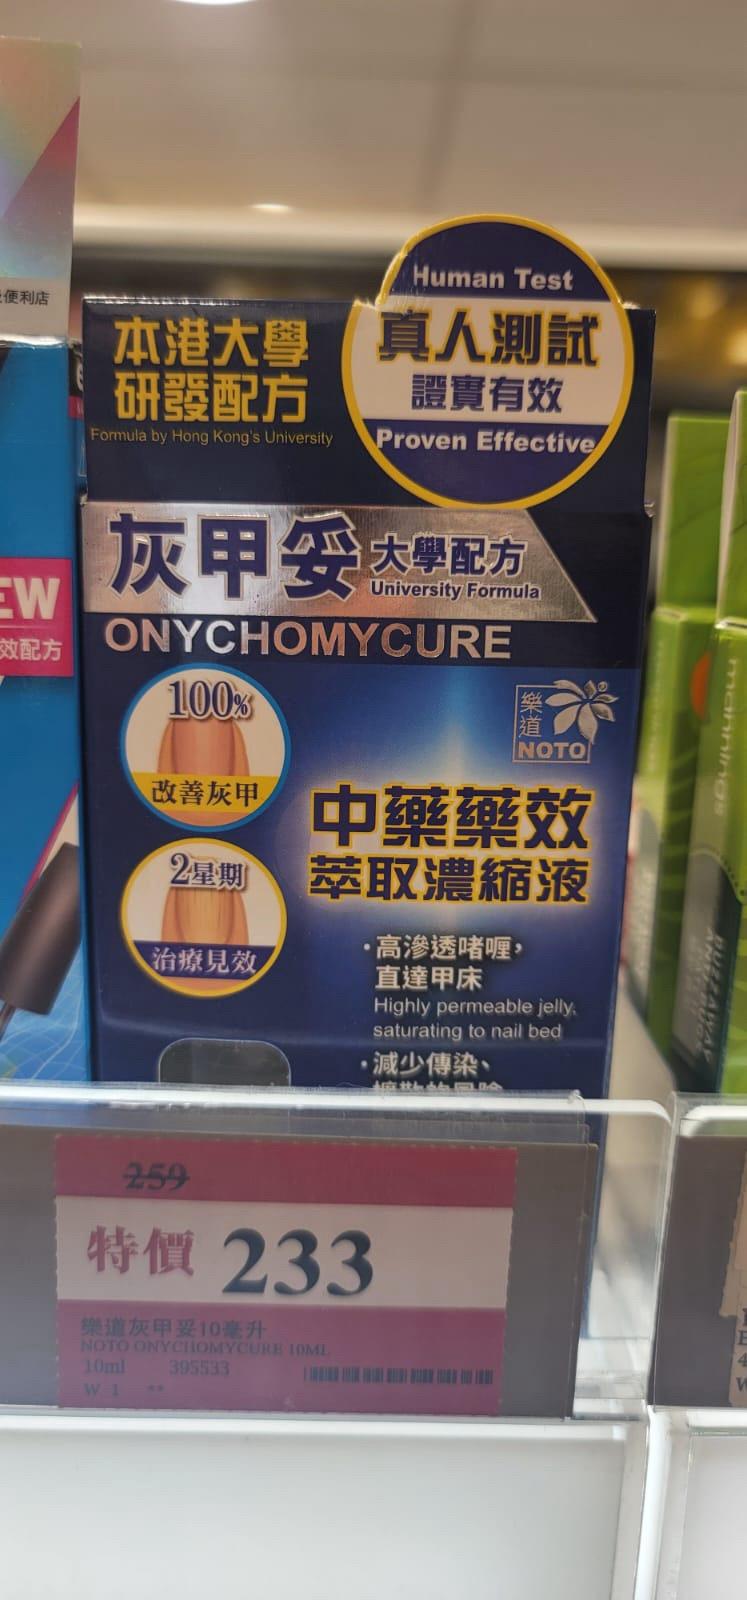 便利店
Human Test
真人測試
證實有效
Proven Effective
本港大學
研發配方
Formula by Hong Kong's University
灰甲妥 大學配方
University Formula
ONYCHOMYCURE
EW
效配方
100%
改善灰甲
樂道
NOTO
中藥藥效
萃取濃縮液
2星期
治療見效
·高滲透啫喱，
直達甲床
Highly permeable jelly,
saturating to nail bed
·減少傳染、
259
特價 233
樂道灰甲妥10毫升
NOTO ONYCHOMYCURE 10ML
10ml 395533
W 1 **